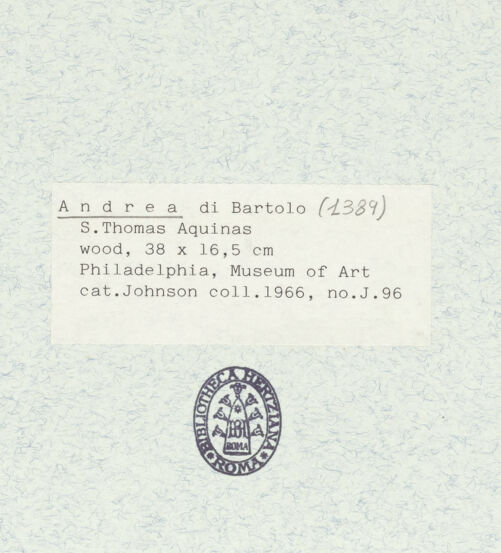 Andrea di Bartolo (1389)
S.Thomas Aquinas
wood, 38 x 16,5 cm
Philadelphia, Museum of Art
cat.Johnson coll.1966, no.J.96
BIBLIOTHECA HERTZIANA
ROMA
ROMA